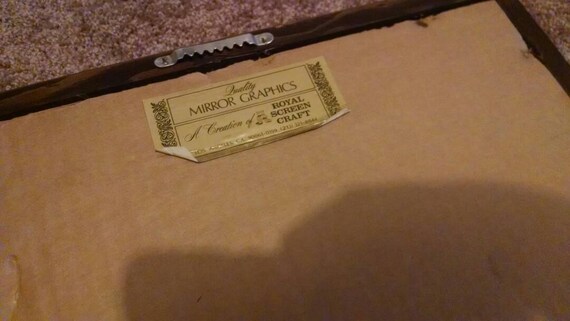 Quality
MIRROR GRAPHICS
A Creation of ROYAL
SCREEN
CRAFT